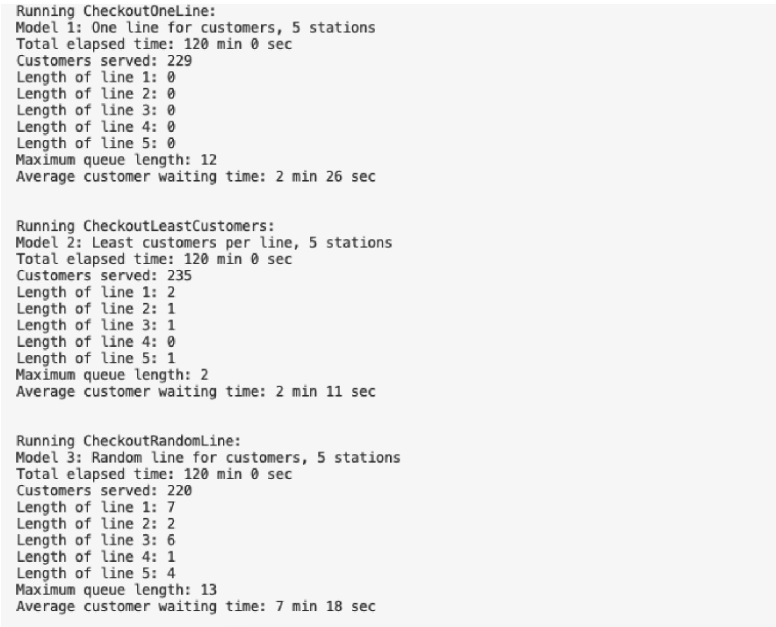 Running CheckoutOneLine:
Model 1: One line for customers, 5 stations
Total elapsed time: 120 min 0 sec
Customers served: 229
Length of line 1: 0
Length of line 2: 0
Length of line 3: 0
Length of line 4: 0
Length of line 5: 0
Maximum queue length: 12
Average customer waiting time: 2 min 26 sec
Running CheckoutLeastCustomers:
Model 2: Least customers per line, 5 stations
Total elapsed time: 120 min 0 sec
Customers served: 235
Length of line 1: 2
Length of line 2: 1
Length of line 3: 1
Length of line 4: 0
Length of line 5: 1
Maximum queue length: 2
Average customer waiting time: 2 min 11 sec
Running CheckoutRandomLine:
Model 3: Random line for customers, 5 stations
Total elapsed time: 120 min 0 sec
Customers served: 220
Length of line 1: 7
Length of line 2: 2
Length of line 3: 6
Length of line 4: 1
Length of line 5: 4
Maximum queue length: 13
Average customer waiting time: 7 min 18 sec